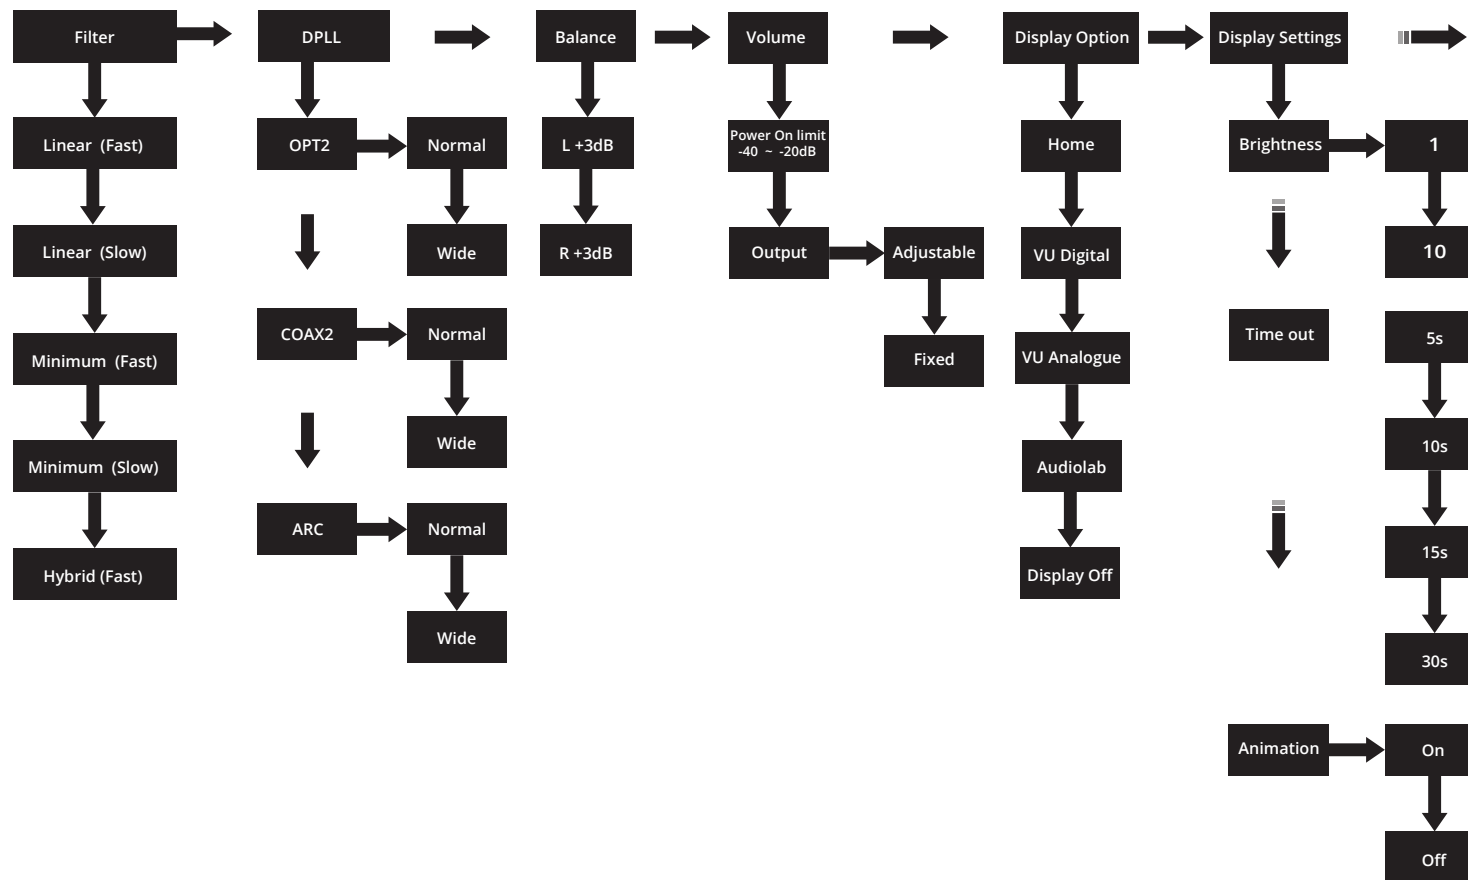 Filter
Linear (Fast)
Linear (Slow)
Minimum (Fast)
Minimum (Slow)
Hybrid (Fast)
DPLL
OPT2
Normal
Wide
COAX2
Normal
Wide
ARC
Normal
Wide
Balance
L +3dB
R +3dB
Volume
Power On limit
-40 ~ -20dB
Output
Adjustable
Fixed
Display Option
Home
VU Digital
VU Analogue
Audiolab
Display Off
Display Settings
Brightness
1
10
Time out
5s
10s
15s
30s
Animation
On
Off